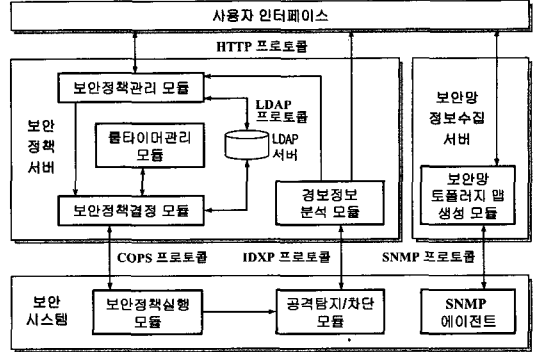 사용자 인터페이스
HTTP 프로토콜
보안정책관리 모듈
LDAP
프로토콜
보안
정책
서버
룰타이머관리
모듈
LDAP
서버
보안정책결정 모듈
경보정보
분석 모듈
보안망
정보수집
서버
보안망
토폴러지 맵
생성 모듈
COPS 프로토콜
IDXP 프로토콜
SNMP 프로토콜
보안
시스템
보안정책실행
모듈
공격탐지/차단
모듈
SNMP
에이전트